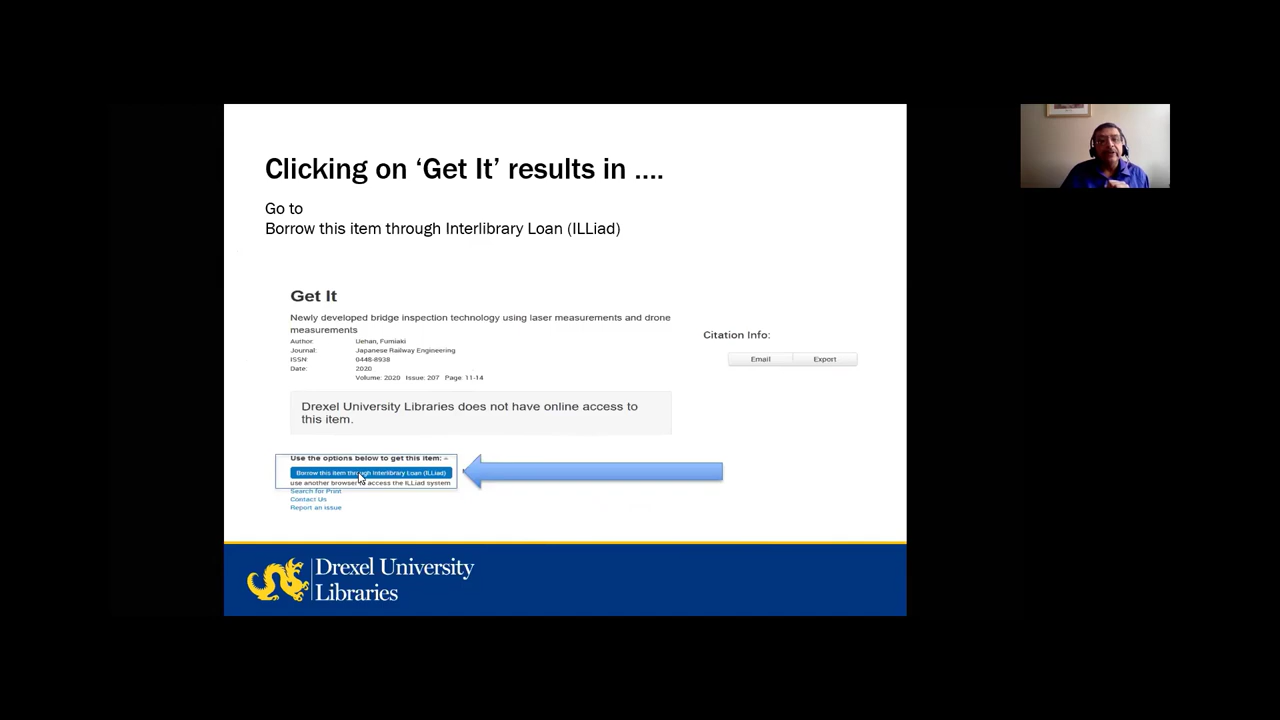 Clicking on ‘Get It’ results in ....
Go to
Borrow this item through Interlibrary Loan (ILLiad)
Get It
Newly developed bridge inspection technology using laser measurements and drone
measurements
Author: Uehan, Fumiaki
Journal: Japanese Railway Engineering
ISSN: 0448-8938
Date: 2020
Volume: 2020 Issue: 207 Page: 11-14
Citation Info:
Email Export
Drexel University Libraries does not have online access to
this item.
Use the options below to get this item:
Borrow this item through Interlibrary Loan (ILLiad)
use another browser to access the ILLiad system
Search for Print
Contact Us
Report an issue
Drexel University
Libraries